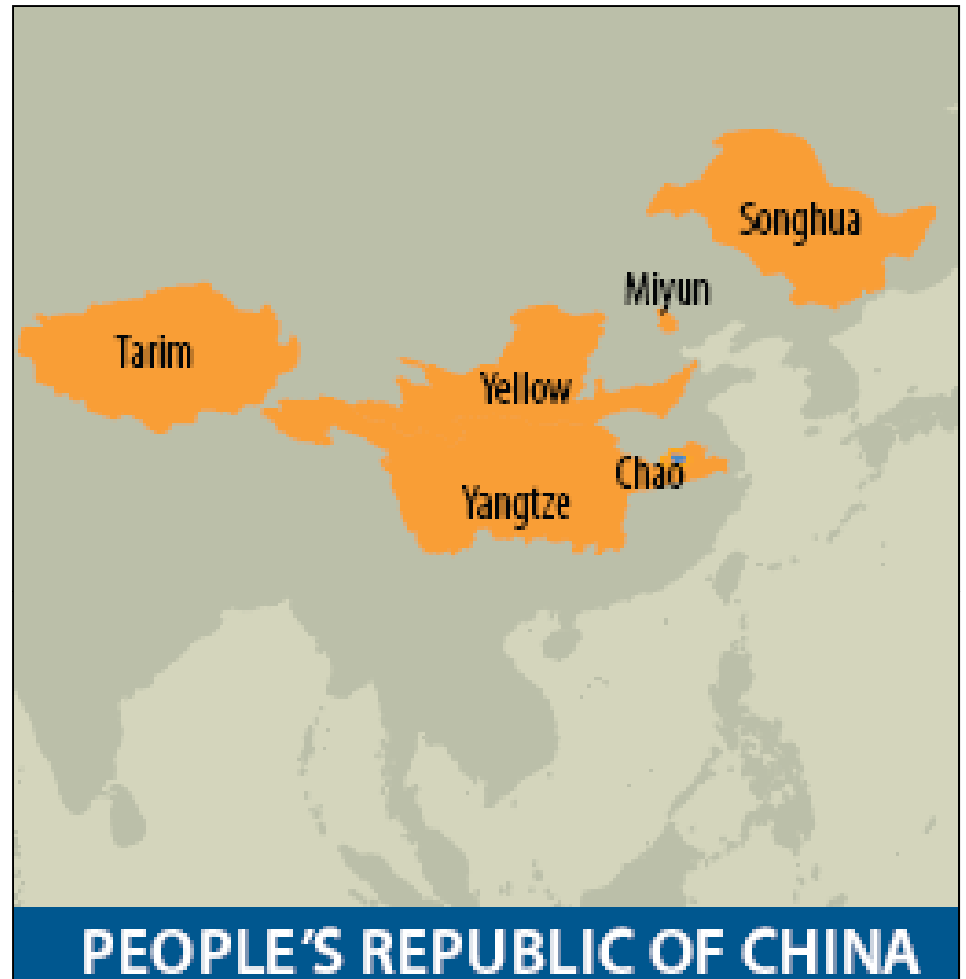 Songhua
Miyun
Tarim
Yellow
Chao
Yangtze
PEOPLE'S REPUBLIC OF CHINA